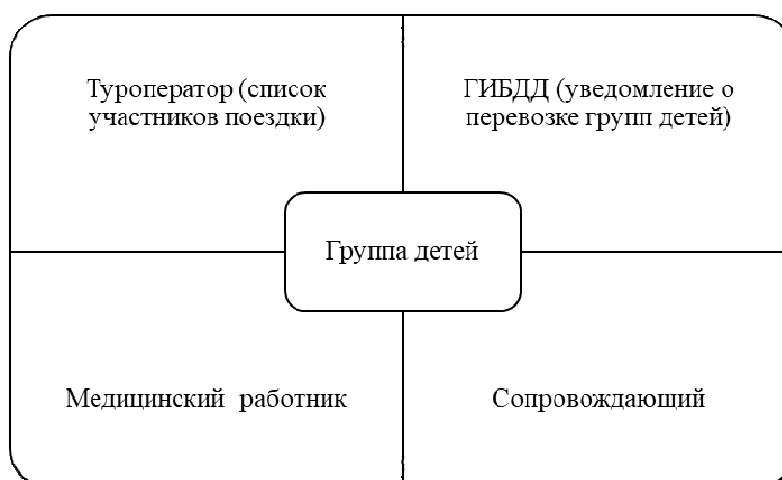 Туроператор (список
участников поездки)
ГИБДД (уведомление о
перевозке групп детей)
Группа детей
Медицинский работник
Сопровождающий